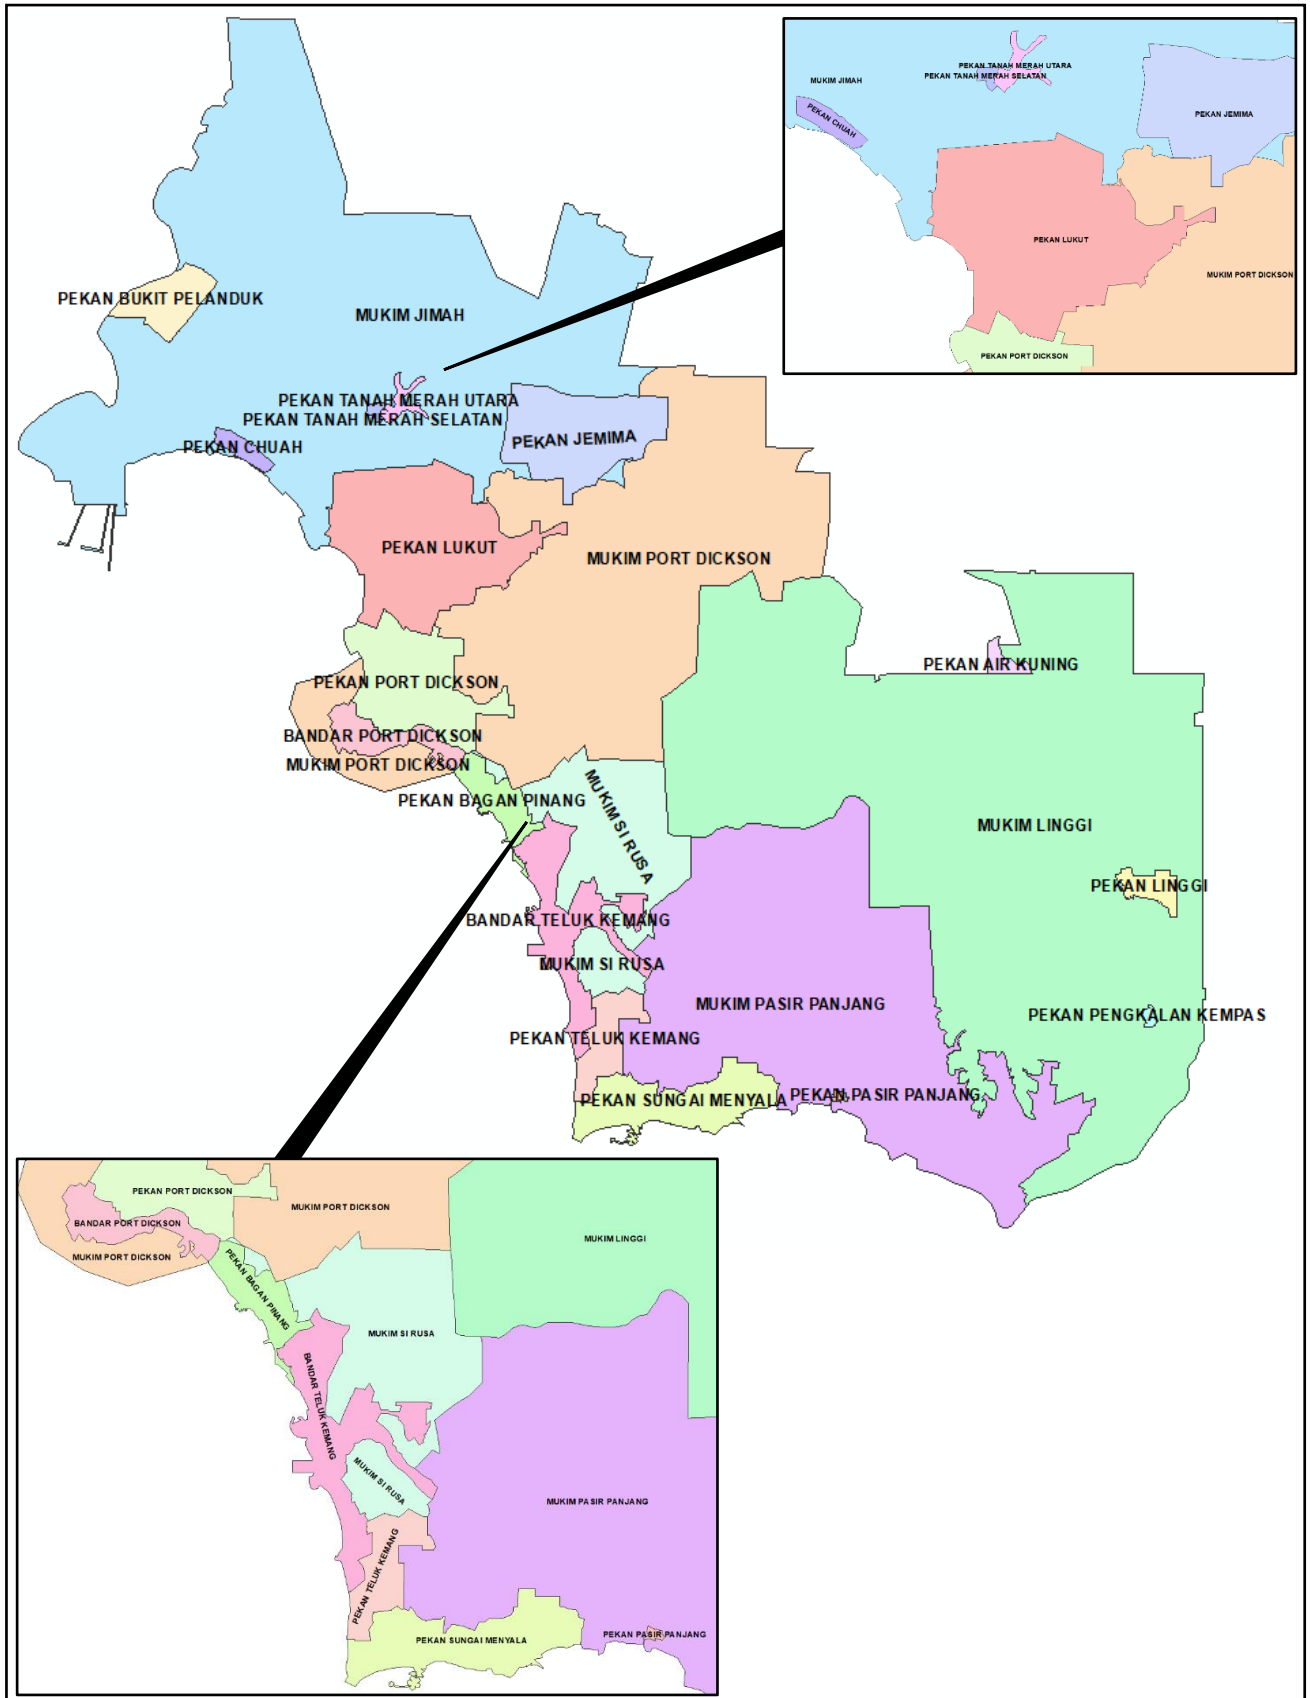 PEKAN TANAH MERAH UTARA
PEKAN TANAH MERAH SELATAN
MUKIM JIMAH
PEKAN CHUAH
PEKAN JEMIMA
PEKAN LUKUT
MUKIM PORT DICKSON
PEKAN PORT DICKSON
PEKAN BUKIT PELANDUK
MUKIM JIMAH
PEKAN TANAH MERAH UTARA
PEKAN TANAH MERAH SELATAN
PEKAN CHUAH
PEKAN JEMIMA
PEKAN LUKUT
MUKIM PORT DICKSON
PEKAN AIR KUNING
PEKAN PORT DICKSON
BANDAR PORT DICKSON
MUKIM PORT DICKSON
PEKAN BAGAN PINANG
MUKIM SI RUSA
MUKIM LINGGI
PEKAN LINGGI
BANDAR TELUK KEMANG
MUKIM SI RUSA
MUKIM PASIR PANJANG
PEKAN PENGKALAN KEMPAS
PEKAN TELUK KEMANG
PEKAN SUNGAI MENYALA
PEKAN PASIR PANJANG
PEKAN PORT DICKSON
MUKIM PORT DICKSON
BANDAR PORT DICKSON
MUKIM LINGGI
MUKIM PORT DICKSON
PEKAN BAGAN PINANG
MUKIM SI RUSA
BANDAR TELUK KEMANG
MUKIM SI RUSA
MUKIM PASIR PANJANG
PEKAN TELUK KEMANG
PEKAN SUNGAI MENYALA
PEKAN PASIR PANJANG